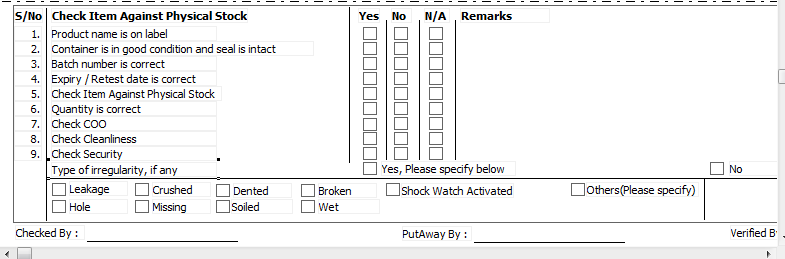 S/No Check Item Against Physical Stock Yes No N/A Remarks
1. Product name is on label
2. Container is in good condition and seal is intact
3. Batch number is correct
4. Expiry / Retest date is correct
5. Check Item Against Physical Stock
6. Quantity is correct
7. Check COO
8. Check Cleanliness
9. Check Security
Type of irregularity, if any Yes, Please specify below No
Leakage Crushed Dented Broken Shock Watch Activated Others(Please specify)
Hole Missing Soiled Wet
Checked By : PutAway By : Verified B